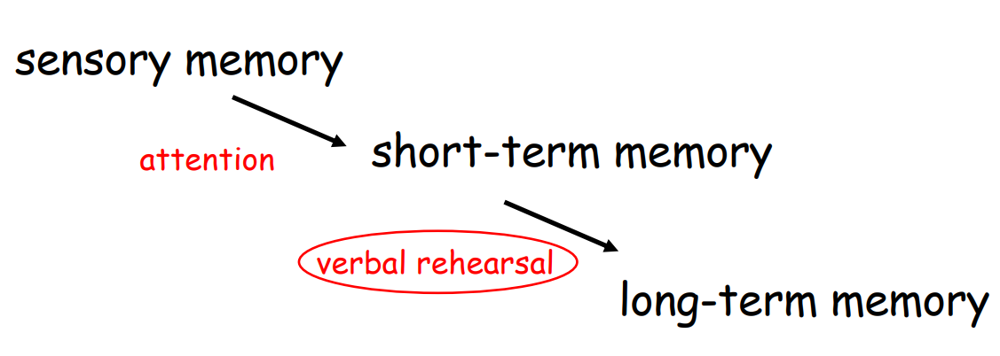 sensory memory
attention
short-term memory
verbal rehearsal
long-term memory